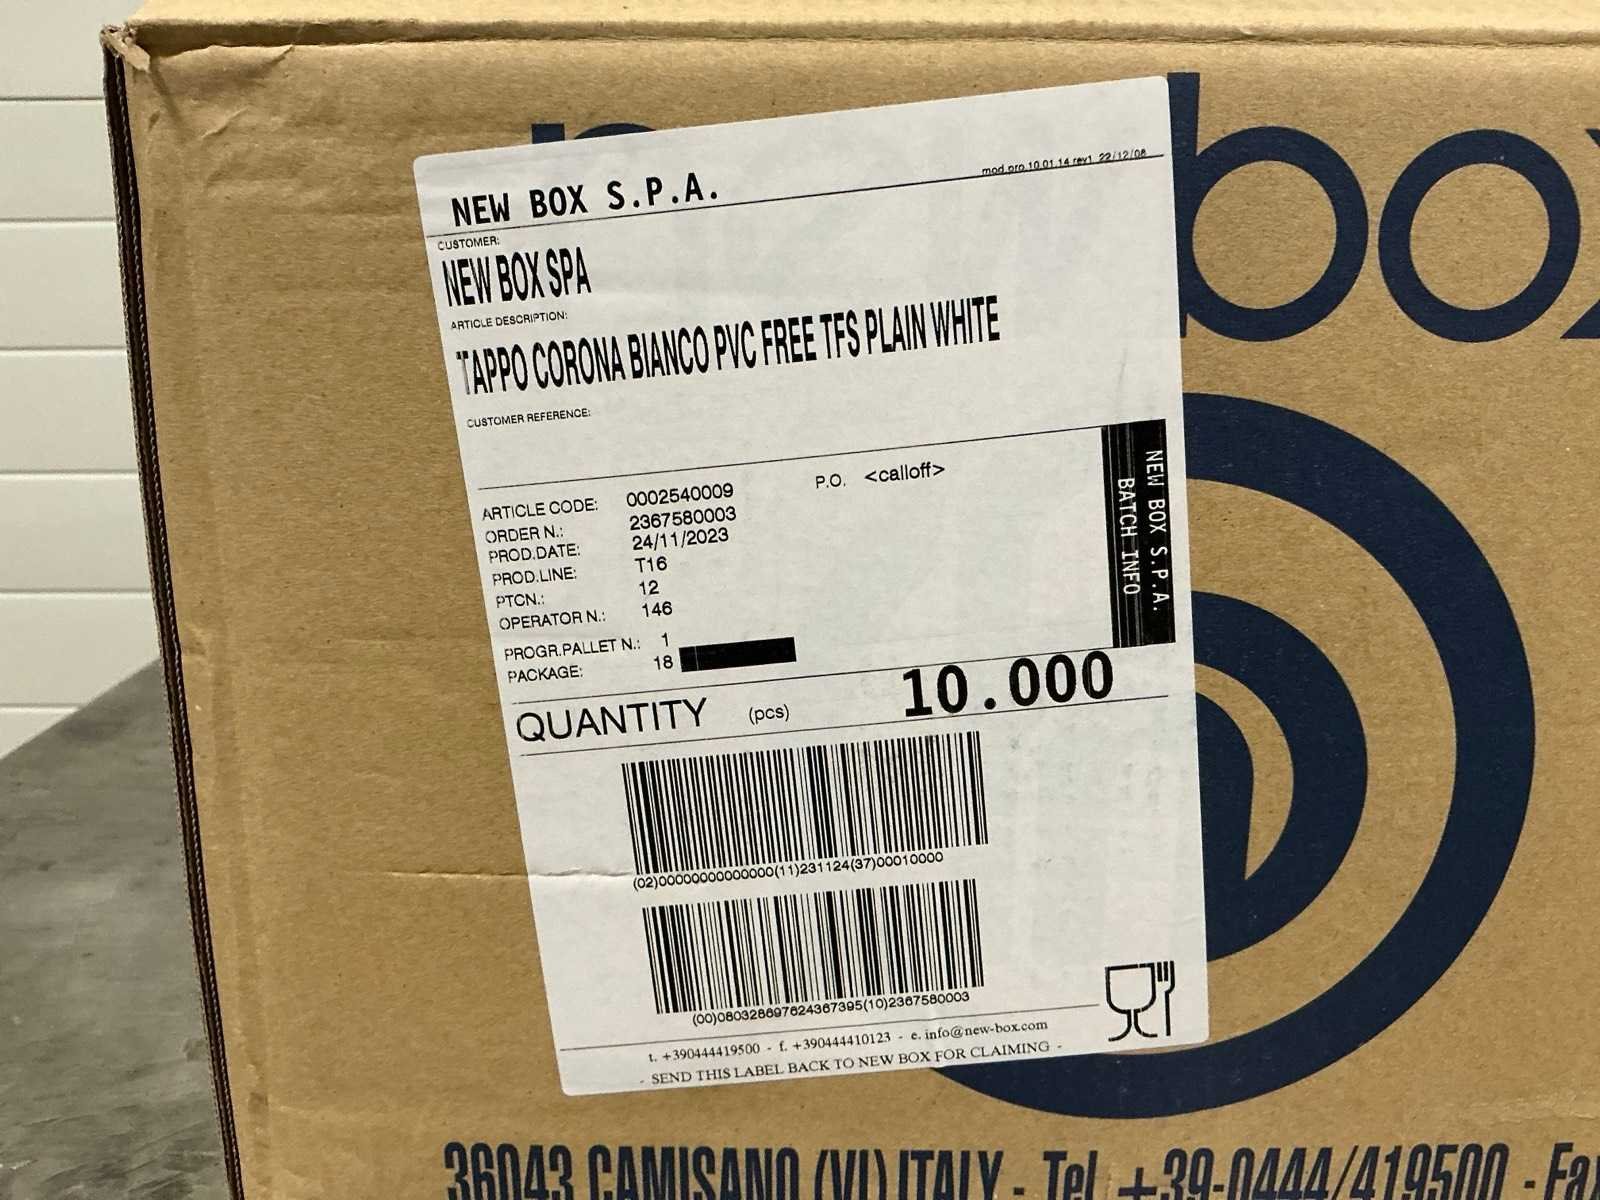 new box
NEW BOX S.P.A.
mod.pro.10.01.14 rev1 22/12/08
CUSTOMER:
NEW BOX SPA
ARTICLE DESCRIPTION:
TAPPO CORONA BIANCO PVC FREE TFS PLAIN WHITE
CUSTOMER REFERENCE:
P.O. <calloff>
ARTICLE CODE: 0002540009
ORDER N.: 2367580003
PROD.DATE: 24/11/2023
PROD.LINE: T16
PTCN.: 12
OPERATOR N.: 146
PROGR.PALLET N.: 1
PACKAGE: 18
NEW BOX S.P.A.
BATCH INFO
QUANTITY (pcs) 10.000
(02)00000000000000(11)231124(37)00010000
(00)080328697624367395(10)2367580003
t. +390444419500 - f. +390444410123 - e. info@new-box.com
- SEND THIS LABEL BACK TO NEW BOX FOR CLAIMING -
36043 CAMISANO (VI) ITALY - Tel. +39-0444/419500 - Fax